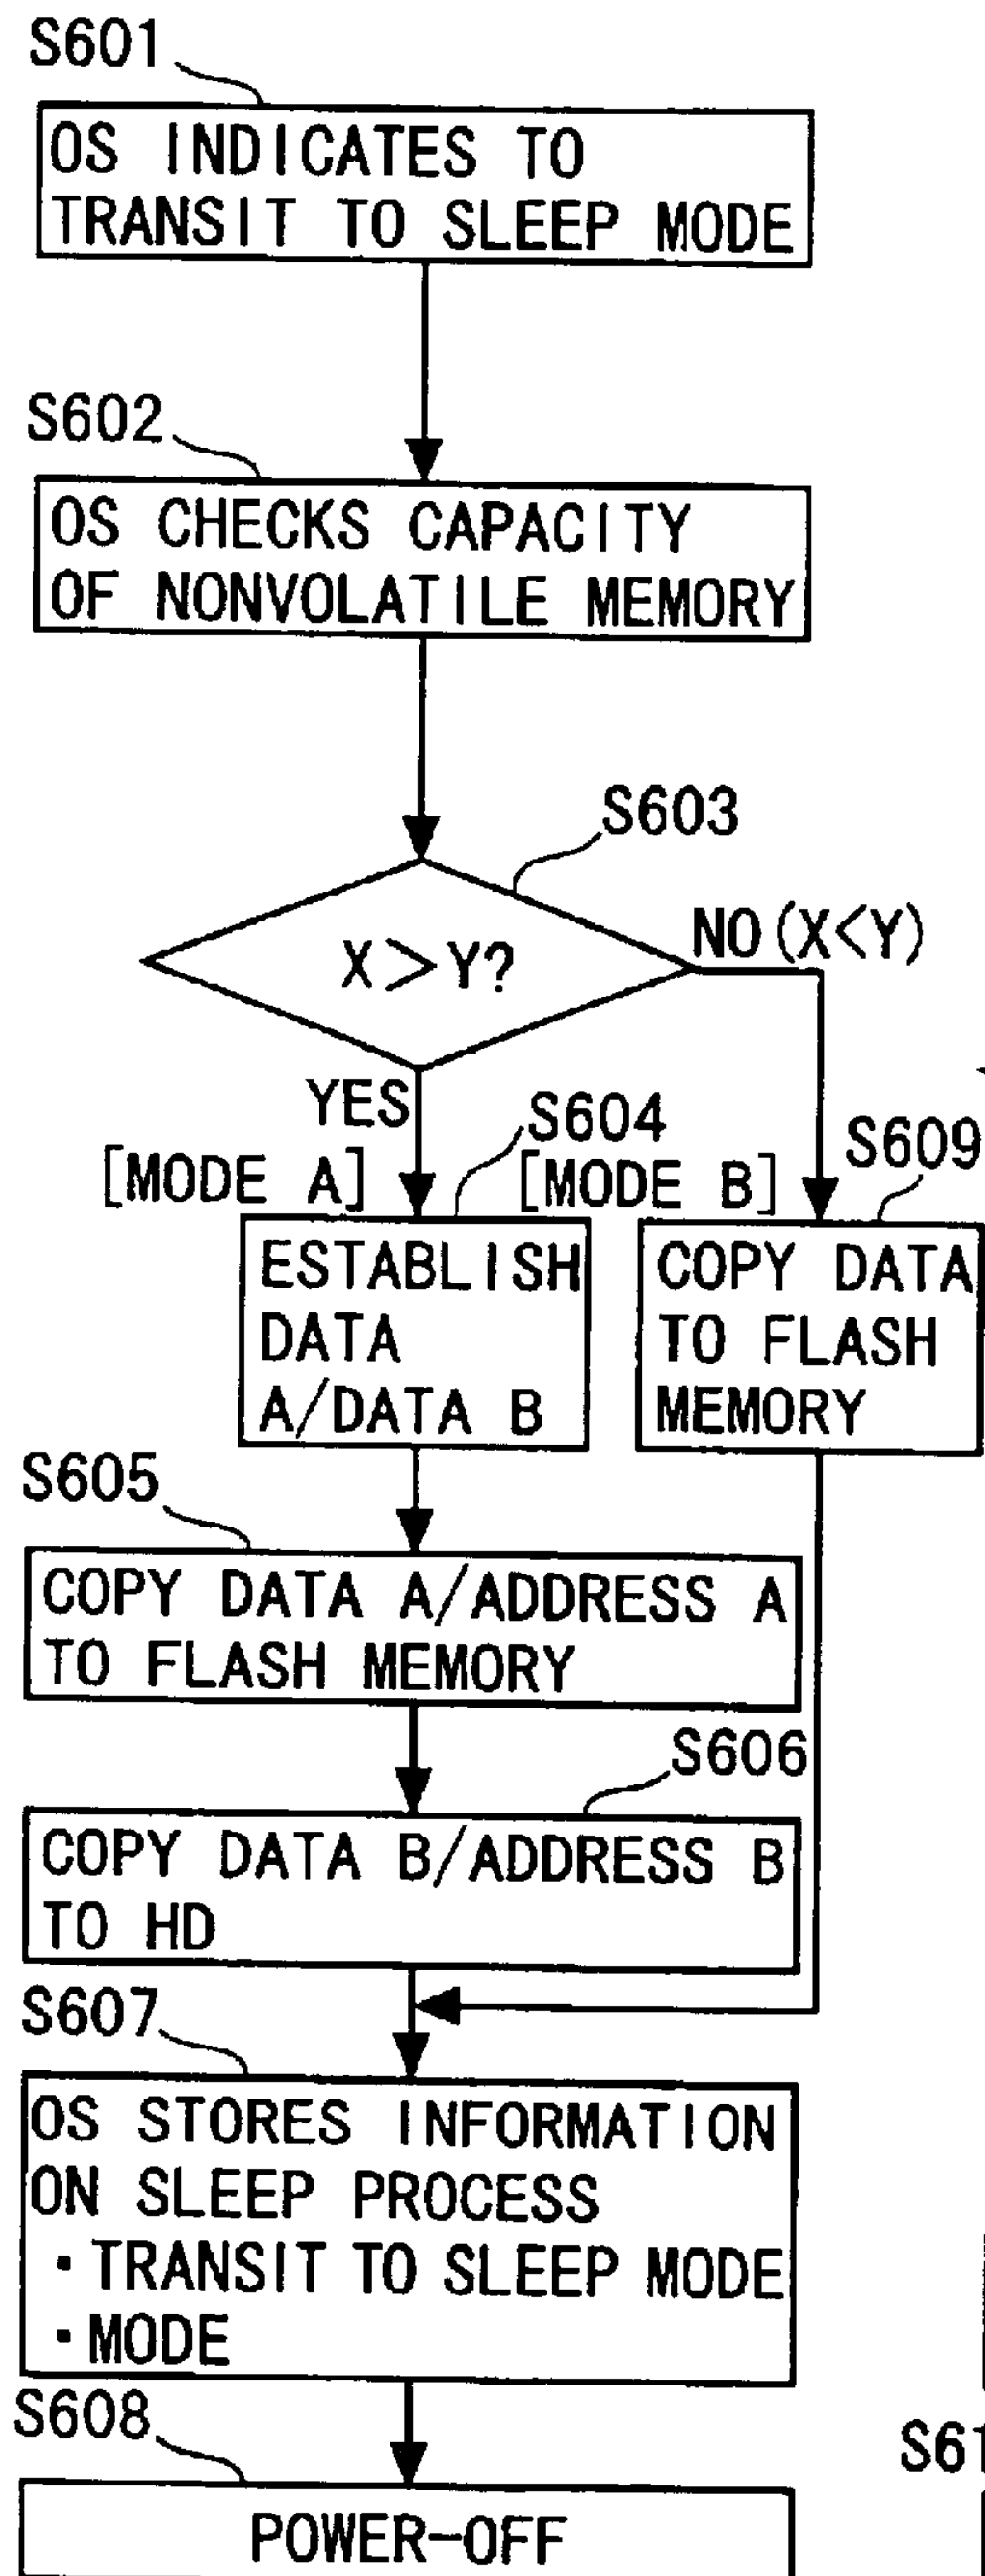 S601
OS INDICATES TO
TRANSIT TO SLEEP MODE
S602
OS CHECKS CAPACITY
OF NONVOLATILE MEMORY
S603
X>Y?
NO (X<Y)
YES
S604
S609
[MODE A]
[MODE B]
ESTABLISH
DATA
A/DATA B
COPY DATA
TO FLASH
MEMORY
S605
COPY DATA A/ADDRESS A
TO FLASH MEMORY
S606
COPY DATA B/ADDRESS B
TO HD
S607
OS STORES INFORMATION
ON SLEEP PROCESS
・TRANSIT TO SLEEP MODE
・MODE
S608
POWER-OFF